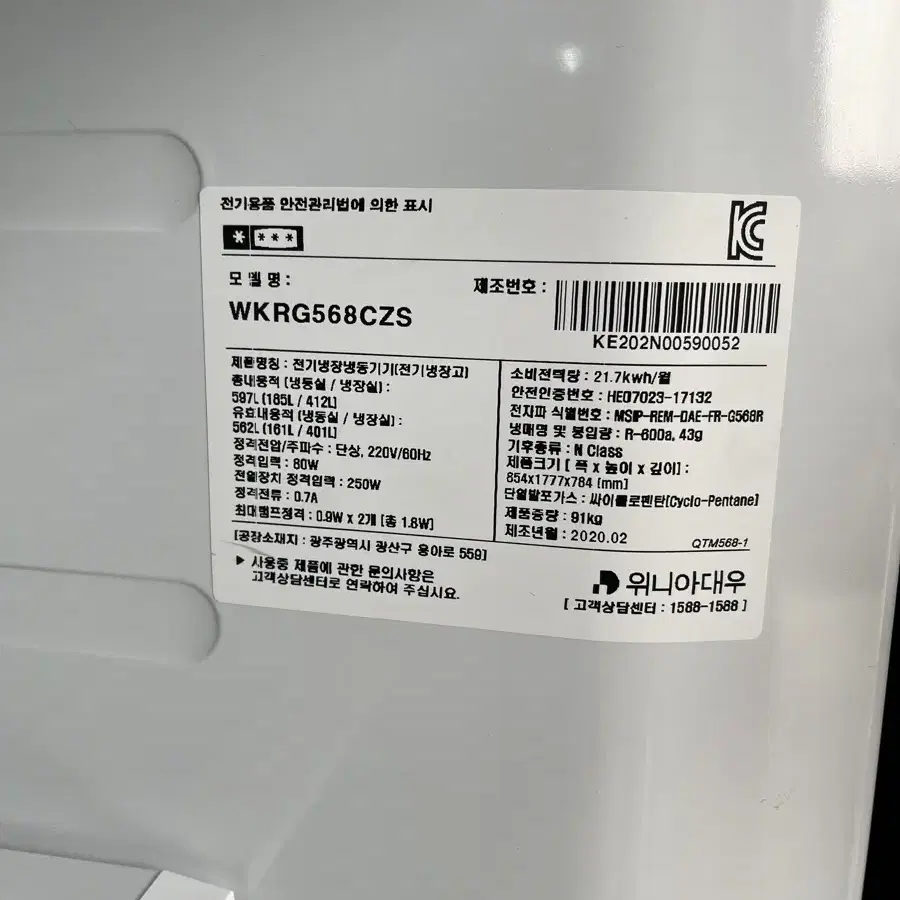 전기용품 안전관리법에 의한 표시
* ***
모델명 :
WKRG568CZS
제조번호 :
KE202N00590052
제품명칭 : 전기냉장냉동기기(전기냉장고)
총내용적 (냉동실 / 냉장실) :
597L (185L / 412L)
유효내용적 (냉동실 / 냉장실) :
562L (161L / 401L)
정격전압/주파수 : 단상, 220V/60Hz
정격입력 : 80W
전열장치 정격입력 : 250W
정격전류 : 0.7A
최대램프정격 : 0.9W x 2개 [총 1.8W]
소비전력량 : 21.7kwh/월
안전인증번호 : HE07023-17132
전자파 식별번호 : MSIP-REM-DAE-FR-G568R
냉매명 및 봉입량 : R-600a, 43g
기후종류 : N Class
제품크기 [ 폭 x 높이 x 깊이] :
854x1777x784 [mm]
단열발포가스 : 싸이클로펜탄[Cyclo-Pentane]
제품중량 : 91kg
제조년월 : 2020.02
[공장소재지 : 광주광역시 광산구 용아로 559]
QTM568-1
▶ 사용중 제품에 관한 문의사항은
고객상담센터로 연락하여 주십시요.
위니아대우
[ 고객상담센터 : 1588-1588 ]